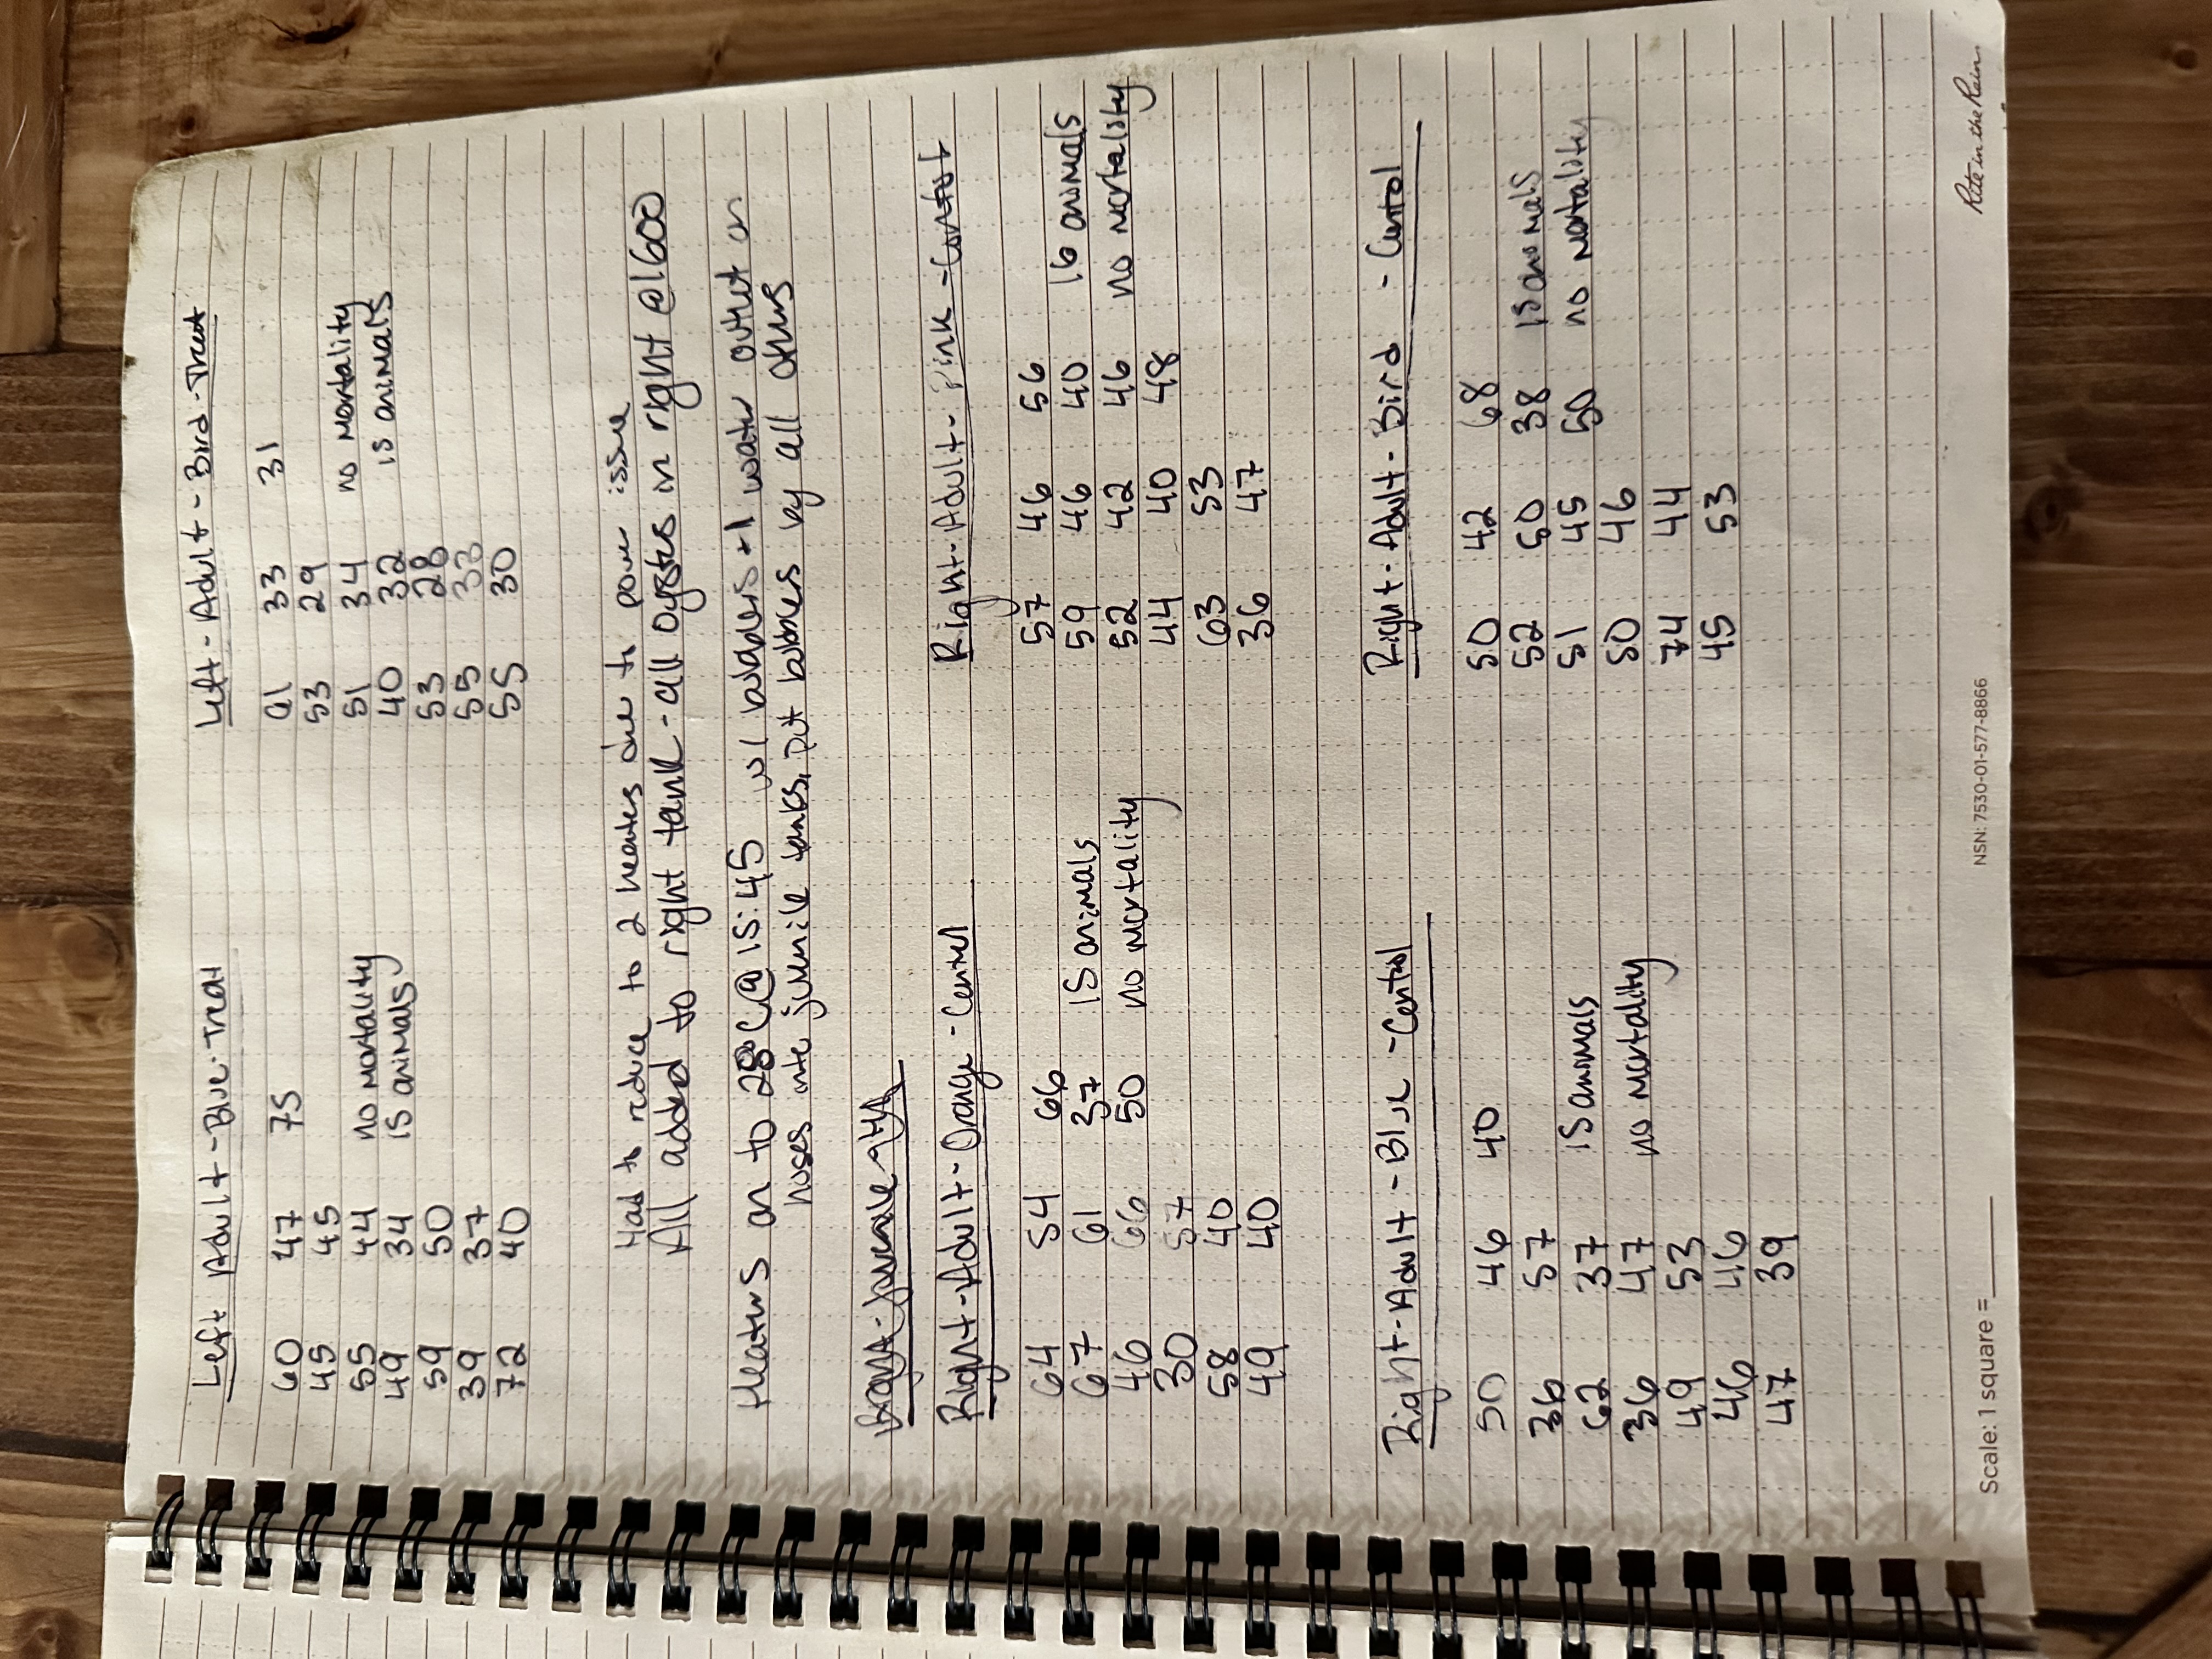 Left Adult - Blue - Treat
60 47 75
45 45
55 44 no mortality
49 34 15 animals
59 50
39 37
72 40
Left - Adult - Bird - Treat
61 33 31
53 29
51 34 no mortality
40 32 15 animals
53 28
55 33
55 30
Had to reduce to 2 heaters due to power issue
All added to right tank - all oysters in right @1600
Heaters on to 28°C @ 15:45 w/ bubblers + 1 water outlet on
hoses into juvenile tanks, put bubblers by all others
Right - Juvenile -
Right - Adult - Orange - Control
64 54 66
67 61 37 15 animals
46 66 50 no mortality
30 57
58 40
49 40
Right - Adult - Pink - Control
57 46 56
59 46 40 16 animals
52 42 46 no mortality
44 40 48
63 53
36 47
Right - Adult - Blue - Control
50 46 40
36 57
62 37 15 animals
36 47 no mortality
49 53
46 46
47 39
Right - Adult - Bird - Control
50 42 68
52 50 38 15 animals
51 45 50 no mortality
50 46
74 44
45 53
Scale: 1 square =
NSN: 7530-01-577-8866
Rite in the Rain